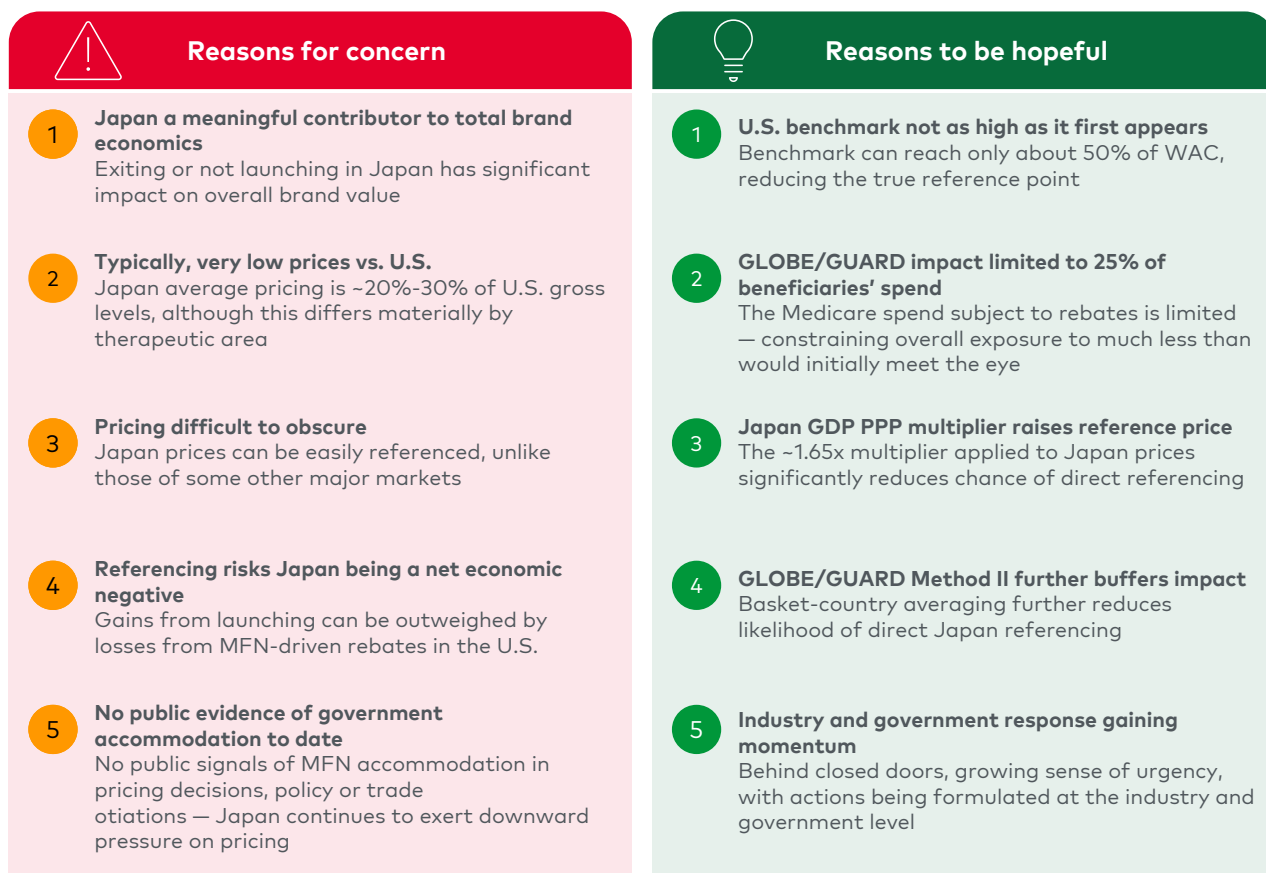 Reasons for concern
1
Japan a meaningful contributor to total brand
economics
Exiting or not launching in Japan has significant
impact on overall brand value
2
Typically, very low prices vs. U.S.
Japan average pricing is ~20%-30% of U.S. gross
levels, although this differs materially by
therapeutic area
3
Pricing difficult to obscure
Japan prices can be easily referenced, unlike
those of some other major markets
4
Referencing risks Japan being a net economic
negative
Gains from launching can be outweighed by
losses from MFN-driven rebates in the U.S.
5
No public evidence of government
accommodation to date
No public signals of MFN accommodation in
pricing decisions, policy or trade
otiations — Japan continues to exert downward
pressure on pricing
Reasons to be hopeful
1
U.S. benchmark not as high as it first appears
Benchmark can reach only about 50% of WAC,
reducing the true reference point
2
GLOBE/GUARD impact limited to 25% of
beneficiaries' spend
The Medicare spend subject to rebates is limited
— constraining overall exposure to much less than
would initially meet the eye
3
Japan GDP PPP multiplier raises reference price
The ~1.65x multiplier applied to Japan prices
significantly reduces chance of direct referencing
4
GLOBE/GUARD Method II further buffers impact
Basket-country averaging further reduces
likelihood of direct Japan referencing
5
Industry and government response gaining
momentum
Behind closed doors, growing sense of urgency,
with actions being formulated at the industry and
government level